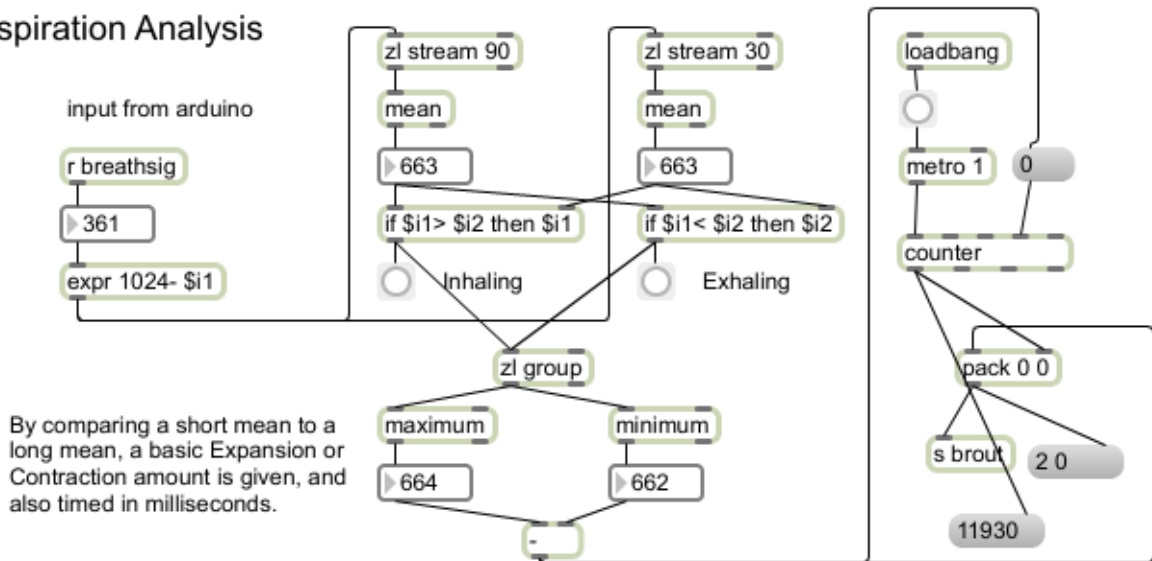 spiration Analysis
input from arduino
r breathsig
361
expr 1024- $i1
zl stream 90
mean
663
if $i1> $i2 then $i1
Inhaling
zl stream 30
mean
663
if $i1< $i2 then $i2
Exhaling
zl group
maximum
minimum
664
662
-
By comparing a short mean to a
long mean, a basic Expansion or
Contraction amount is given, and
also timed in milliseconds.
loadbang
metro 1
0
counter
pack 0 0
s brout
2 0
11930